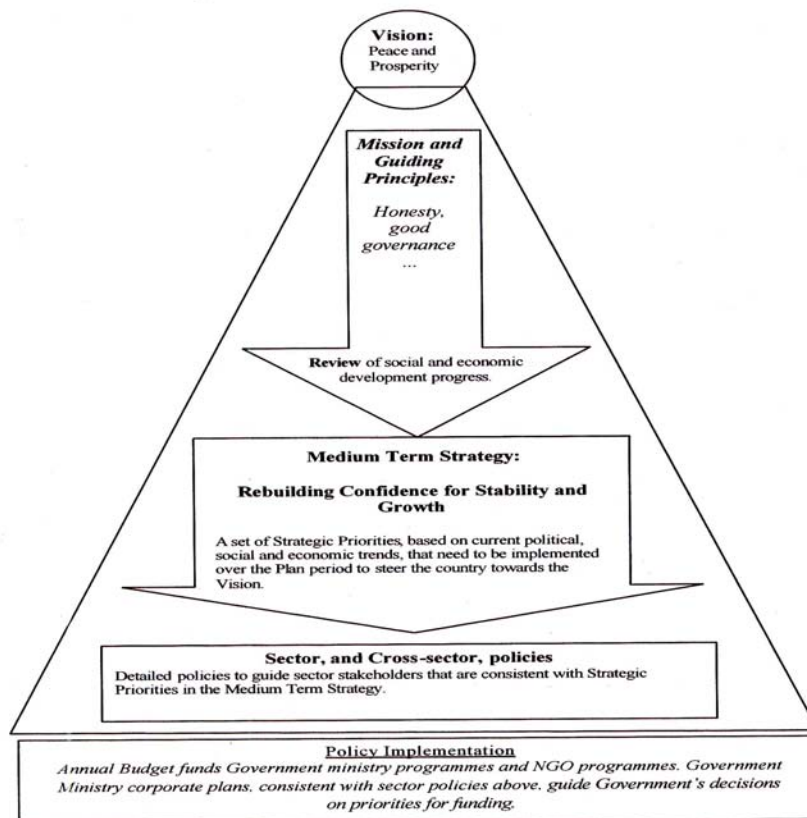 Vision:
Peace and
Prosperity
Mission and
Guiding
Principles:
Honesty,
good
governance
...
Review of social and economic
development progress.
Medium Term Strategy:
Rebuilding Confidence for Stability and
Growth
A set of Strategic Priorities, based on current political,
social and economic trends, that need to be implemented
over the Plan period to steer the country towards the
Vision.
Sector, and Cross-sector, policies
Detailed policies to guide sector stakeholders that are consistent with Strategic
Priorities in the Medium Term Strategy.
Policy Implementation
Annual Budget funds Government ministry programmes and NGO programmes. Government
Ministry corporate plans, consistent with sector policies above, guide Government's decisions
on priorities for funding.